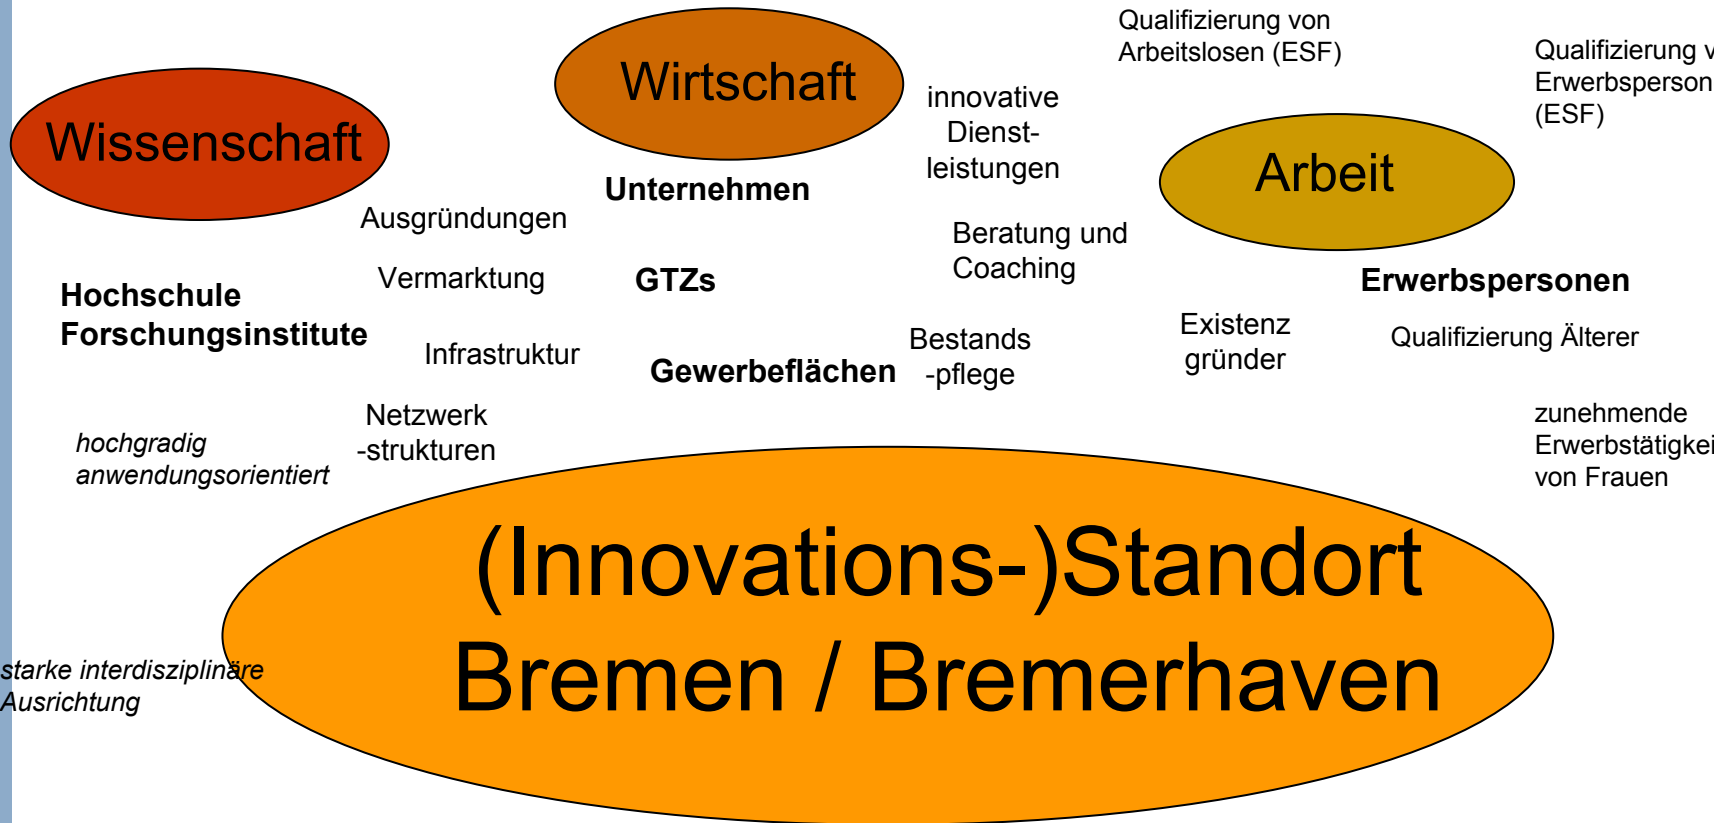 Wissenschaft
Hochschule
Forschungsinstitute
hochgradig
anwendungsorientiert
starke interdisziplinäre
Ausrichtung
Ausgründungen
Vermarktung
Infrastruktur
Netzwerk
-strukturen
Wirtschaft
Unternehmen
GTZs
Gewerbeflächen
innovative
Dienst-
leistungen
Beratung und
Coaching
Bestands
-pflege
Qualifizierung von
Arbeitslosen (ESF)
Arbeit
Existenz
gründer
Qualifizierung v
Erwerbsperson
(ESF)
Erwerbspersonen
Qualifizierung Älterer
zunehmende
Erwerbstätigkei
von Frauen
(Innovations-)Standort
Bremen / Bremerhaven